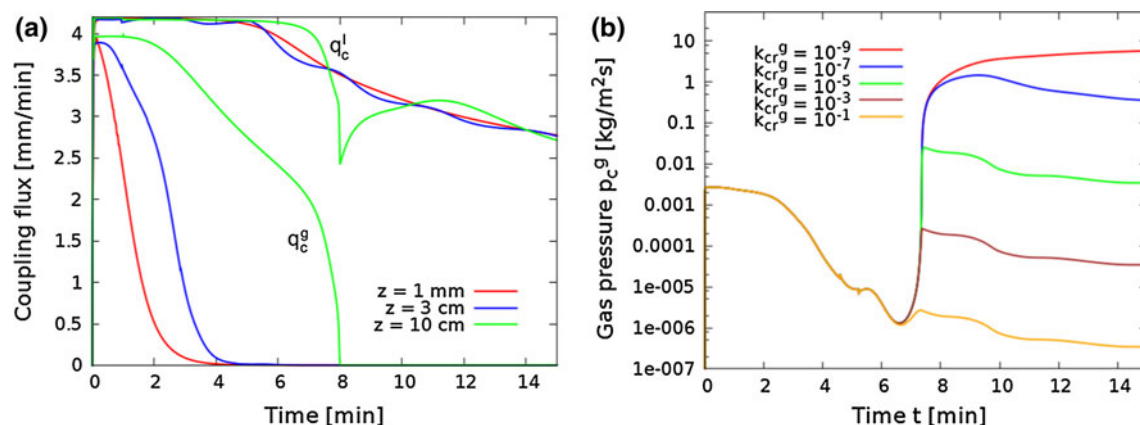 (a)
Coupling flux [mm/min]
4
3.5
3
2.5
2
1.5
1
0.5
0
q_c^l
q_c^g
z = 1 mm
z = 3 cm
z = 10 cm
0 2 4 6 8 10 12 14
Time [min]
(b)
Gas pressure p_c^g [kg/m²s]
10
1
0.1
0.01
0.001
0.0001
1e-005
1e-006
1e-007
k_cr^g = 10^-9
k_cr^g = 10^-7
k_cr^g = 10^-5
k_cr^g = 10^-3
k_cr^g = 10^-1
0 2 4 6 8 10 12 14
Time t [min]